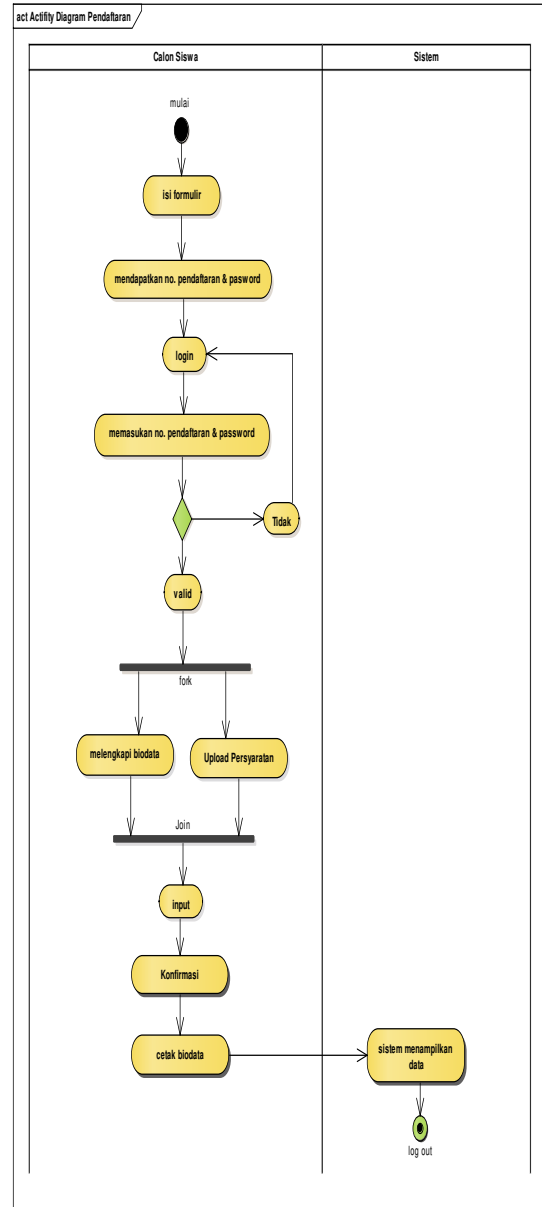 act Actifity Diagram Pendaftaran
Calon Siswa
Sistem
mulai
isi formulir
mendapatkan no. pendaftaran & pasword
login
memasukan no. pendaftaran & password
Tidak
valid
fork
melengkapi biodata
Upload Persyaratan
Join
input
Konfirmasi
cetak biodata
sistem menampilkan
data
log out